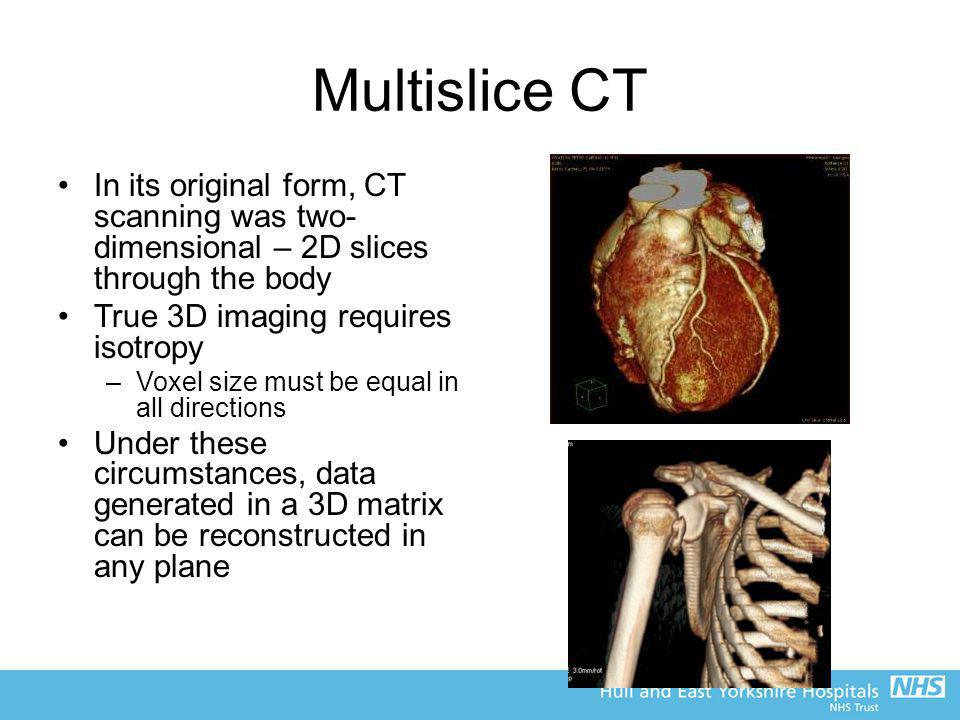 Multislice CT
• In its original form, CT
scanning was two-
dimensional – 2D slices
through the body
• True 3D imaging requires
isotropy
– Voxel size must be equal in
all directions
• Under these
circumstances, data
generated in a 3D matrix
can be reconstructed in
any plane
3.0mm/rot
Hull and East Yorkshire Hospitals
NHS Trust
NHS